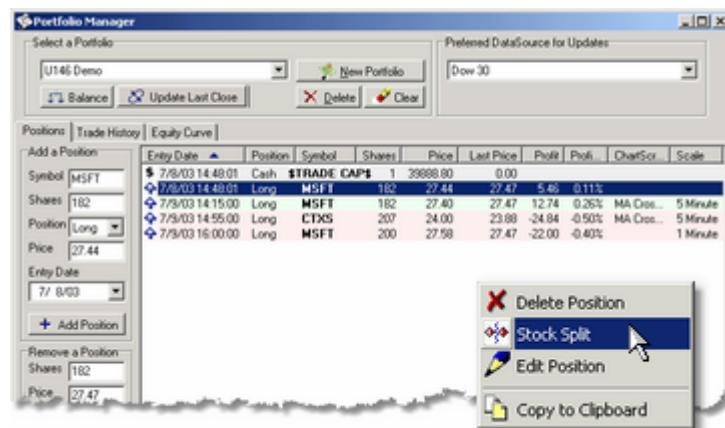 Portfolio Manager
Select a Portfolio
Preferred DataSource for Updates
U146 Demo
New Portfolio
Dow 30
Balance
Update Last Close
Delete
Clear
Positions
Trade History
Equity Curve
Add a Position
Entry Date Position Symbol Shares Price Last Price Profit Profi... ChartScr... Scale
$ 7/8/03 14:48:01 Cash $TRADE CAP$ 1 39888.80 0.00
7/8/03 14:48:01 Long MSFT 182 27.44 27.47 5.46 0.11%
7/8/03 14:15:00 Long MSFT 182 27.40 27.47 12.74 0.26% MA Cros... 5 Minute
7/9/03 14:55:00 Long CTXS 207 24.00 23.88 -24.84 -0.50% MA Cros... 5 Minute
7/9/03 16:00:00 Long MSFT 200 27.58 27.47 -22.00 -0.40% 1 Minute
Symbol MSFT
Shares 182
Position Long
Price 27.44
Entry Date
7/ 8/03
Add Position
Remove a Position
Shares 182
Price 27.47
Delete Position
Stock Split
Edit Position
Copy to Clipboard